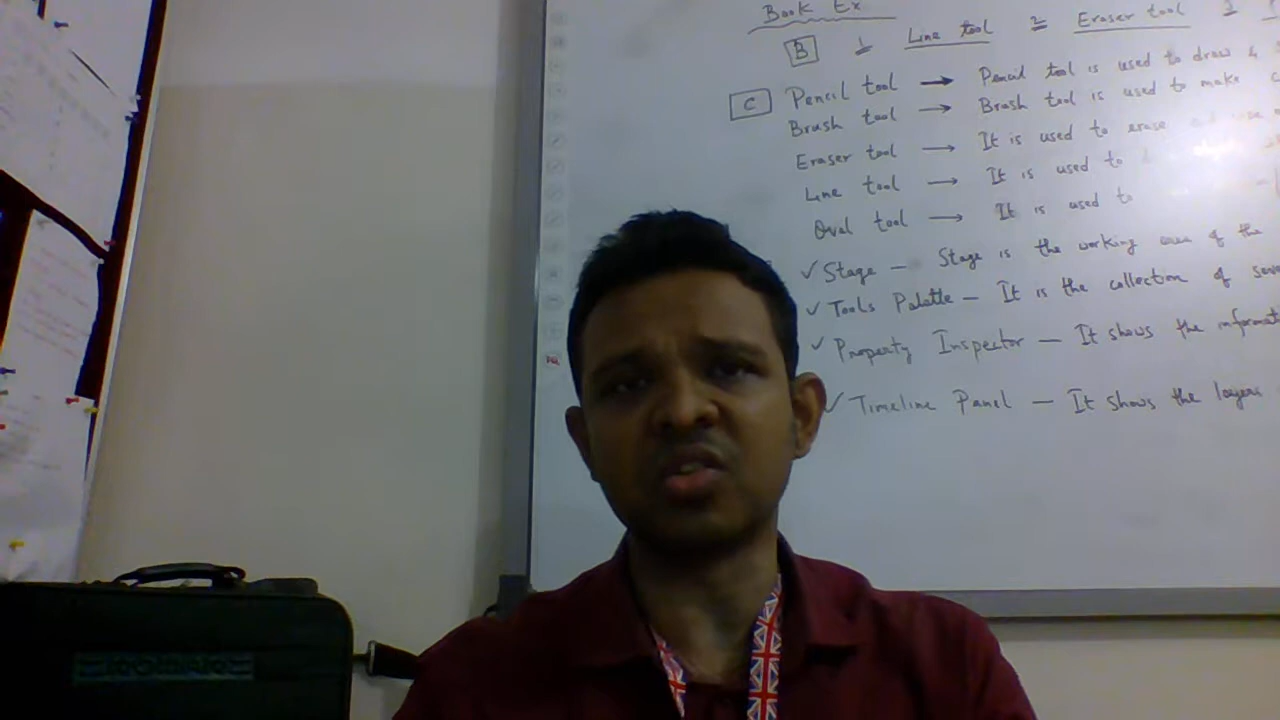 Book Ex
B 1 Line tool 2 Eraser tool 3
C Pencil tool → Pencil tool is used to draw &
Brush tool → Brush tool is used to make
Eraser tool → It is used to erase
Line tool → It is used to
Oval tool → It is used to
✓ Stage — Stage is the working area of the
✓ Tools Palette — It is the collection of
✓ Property Inspector — It shows the informat
✓ Timeline Panel — It shows the layers